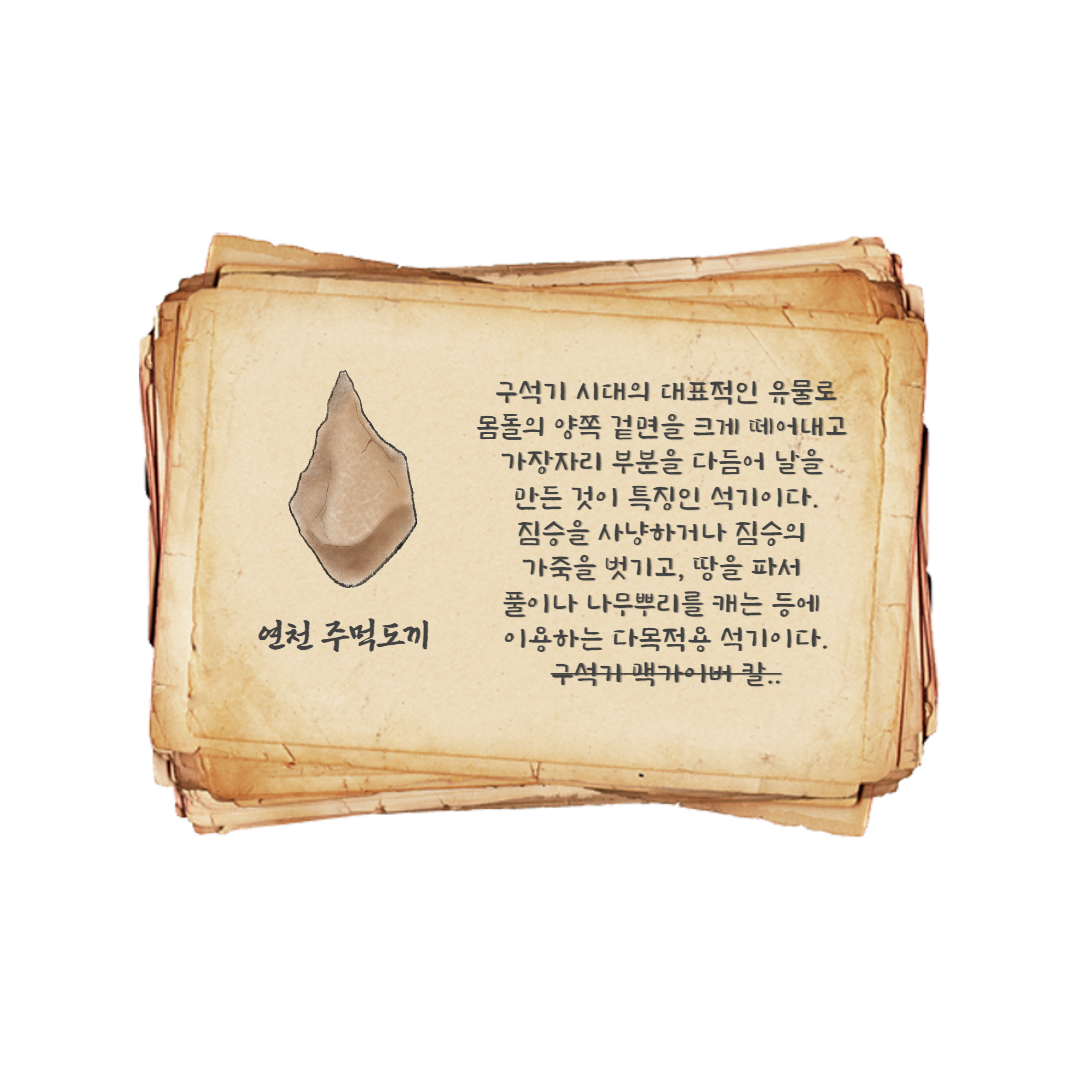 구석기 시대의 대표적인 유물로
몸돌의 양쪽 겉면을 크게 떼어내고
가장자리 부분을 다듬어 날을
만든 것이 특징인 석기이다.
짐승을 사냥하거나 짐승의
가죽을 벗기고, 땅을 파서
풀이나 나무뿌리를 캐는 등에
이용하는 다목적용 석기이다.
구석기 맥가이버 칼..
연천 주먹도끼